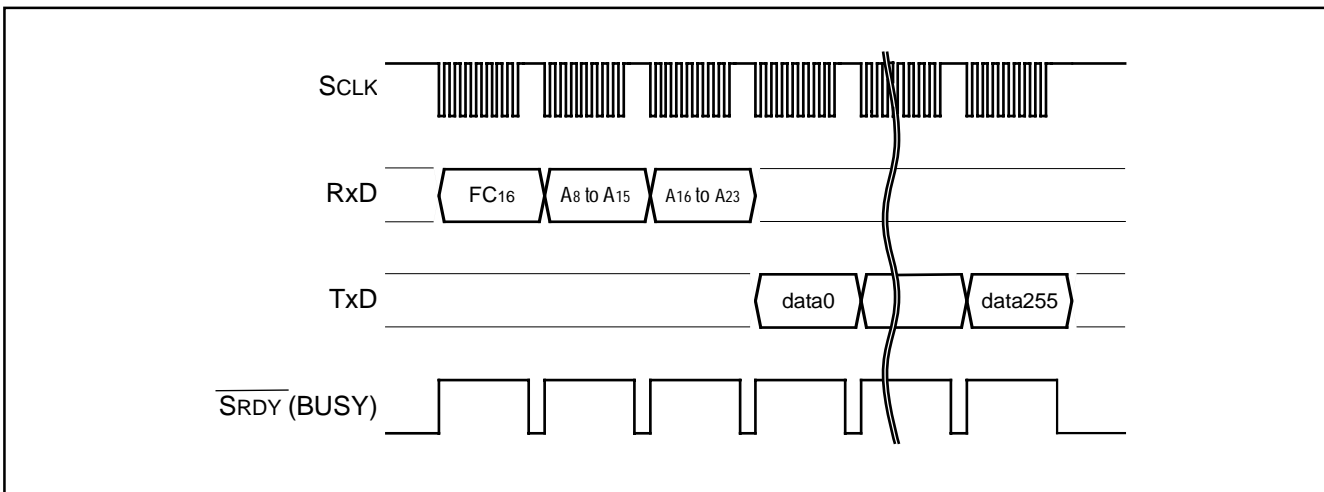 SCLK
RxD
FC16
A8 to A15
A16 to A23
TxD
data0
data255
SRDY (BUSY)